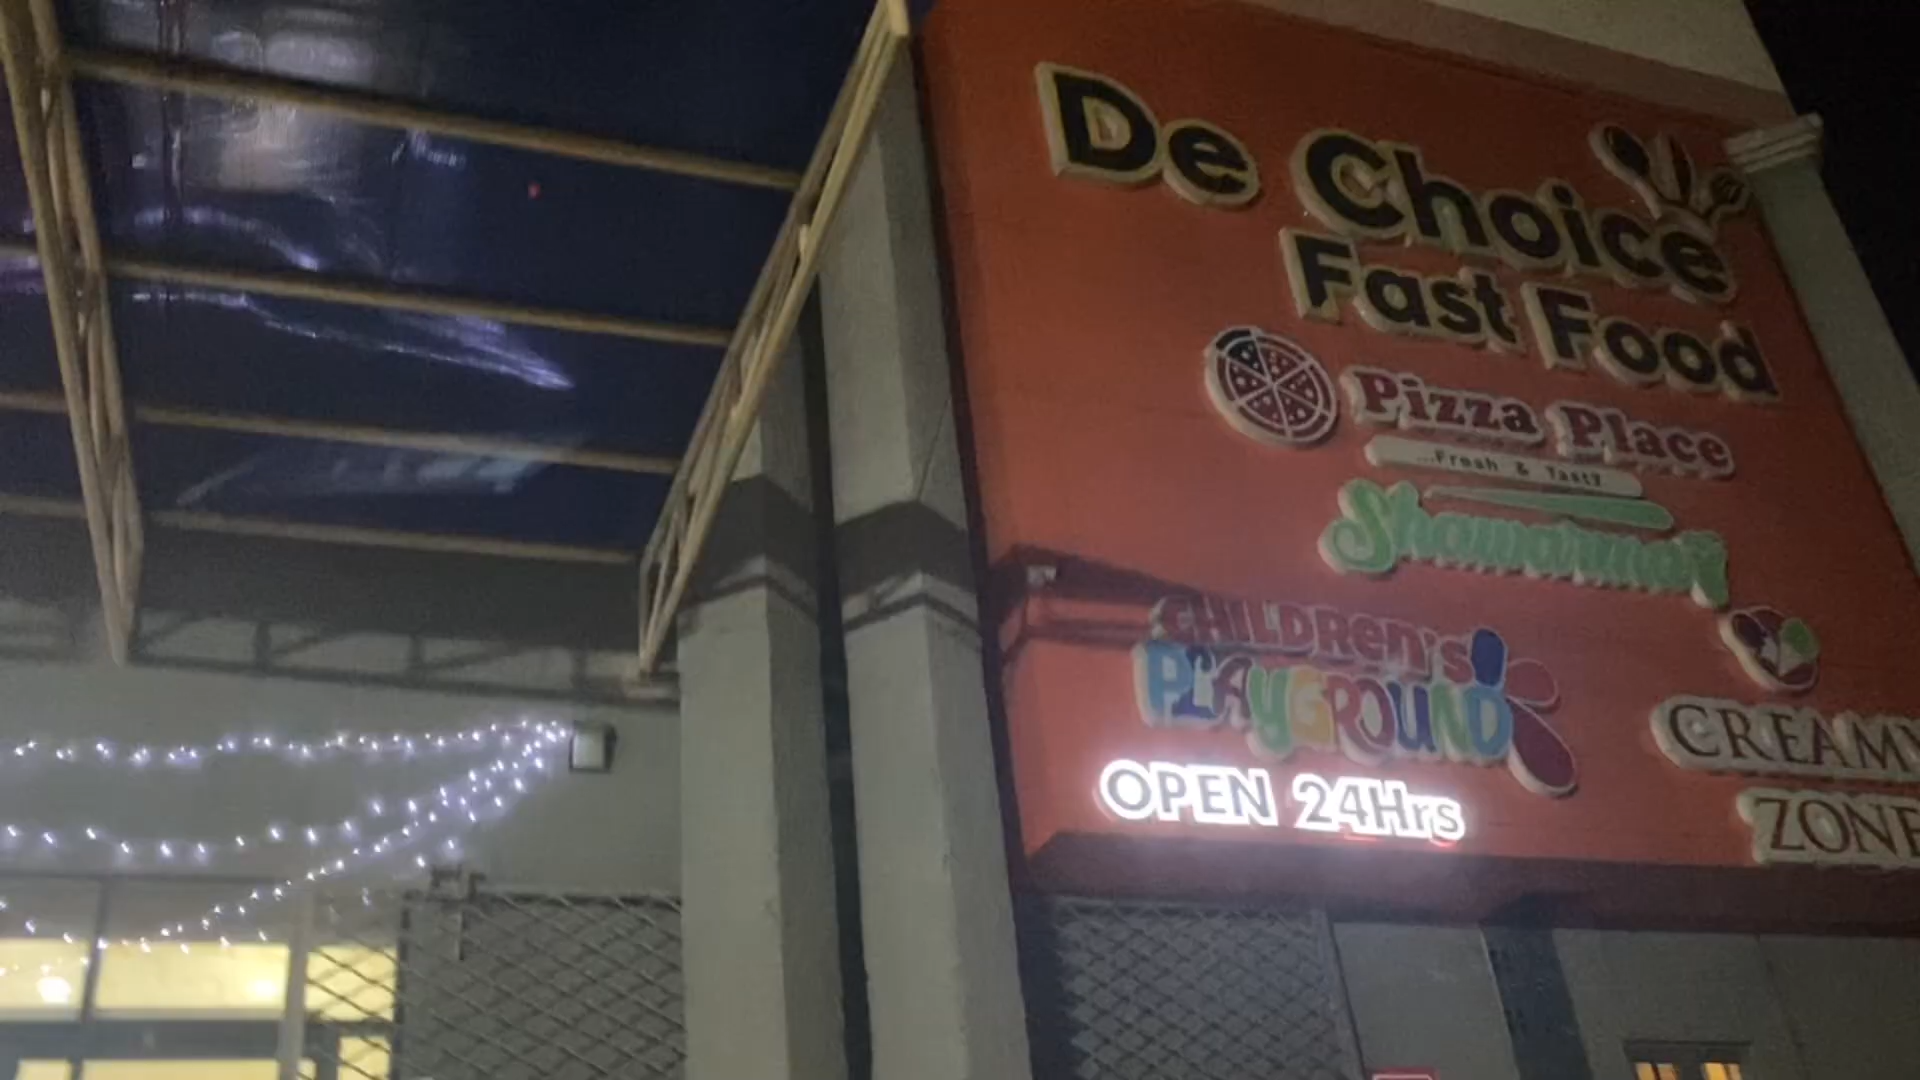 De Choice
Fast Food
Pizza Place
...Fresh & Tasty
CHILDREN'S
PLAYGROUND
OPEN 24Hrs
CREAMY
ZONE